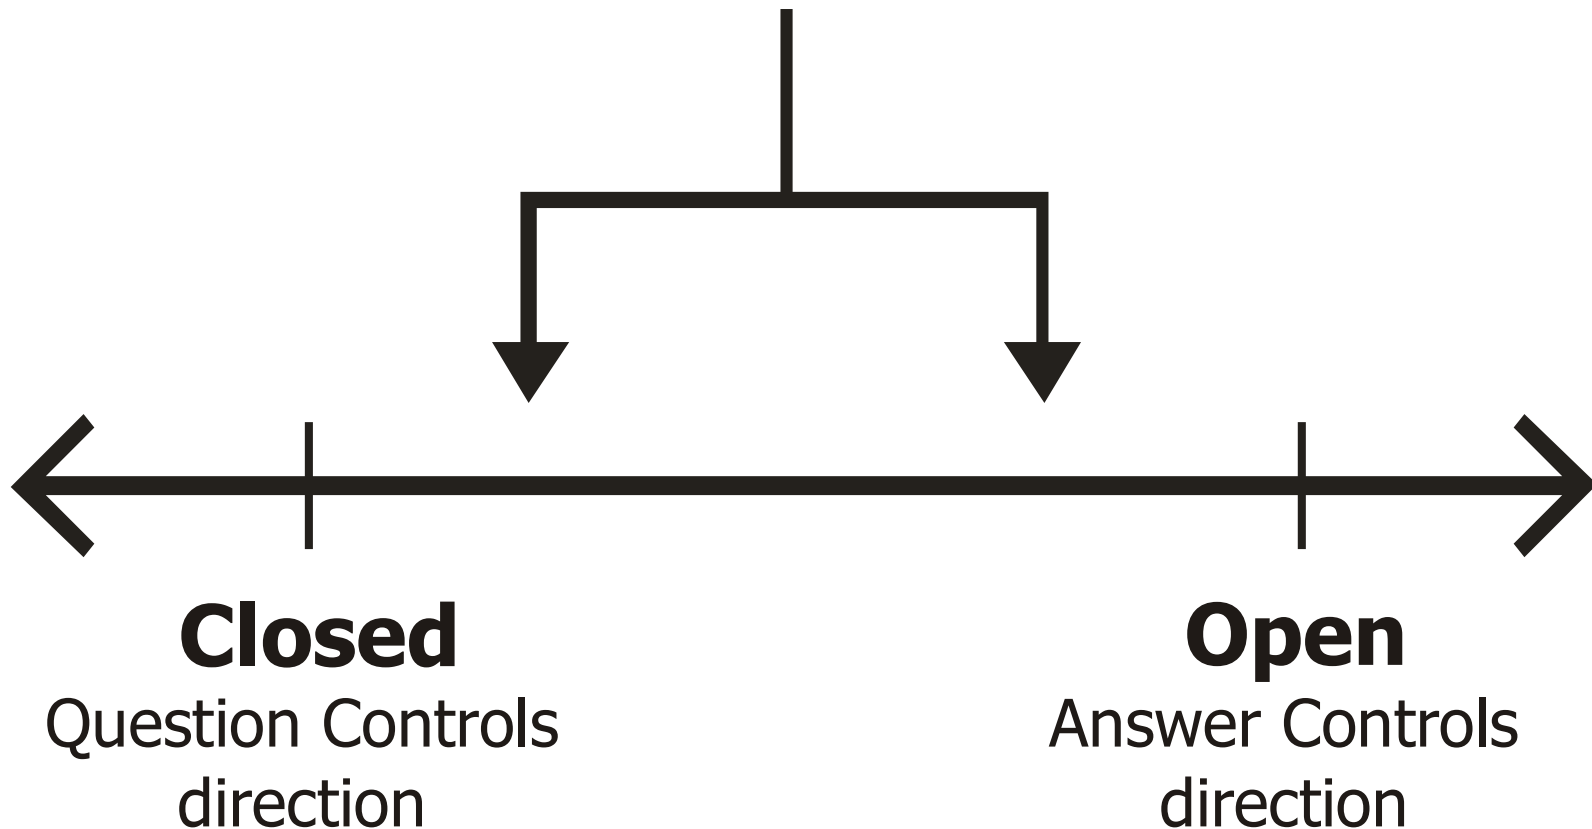 Closed
Question Controls
direction
Open
Answer Controls
direction